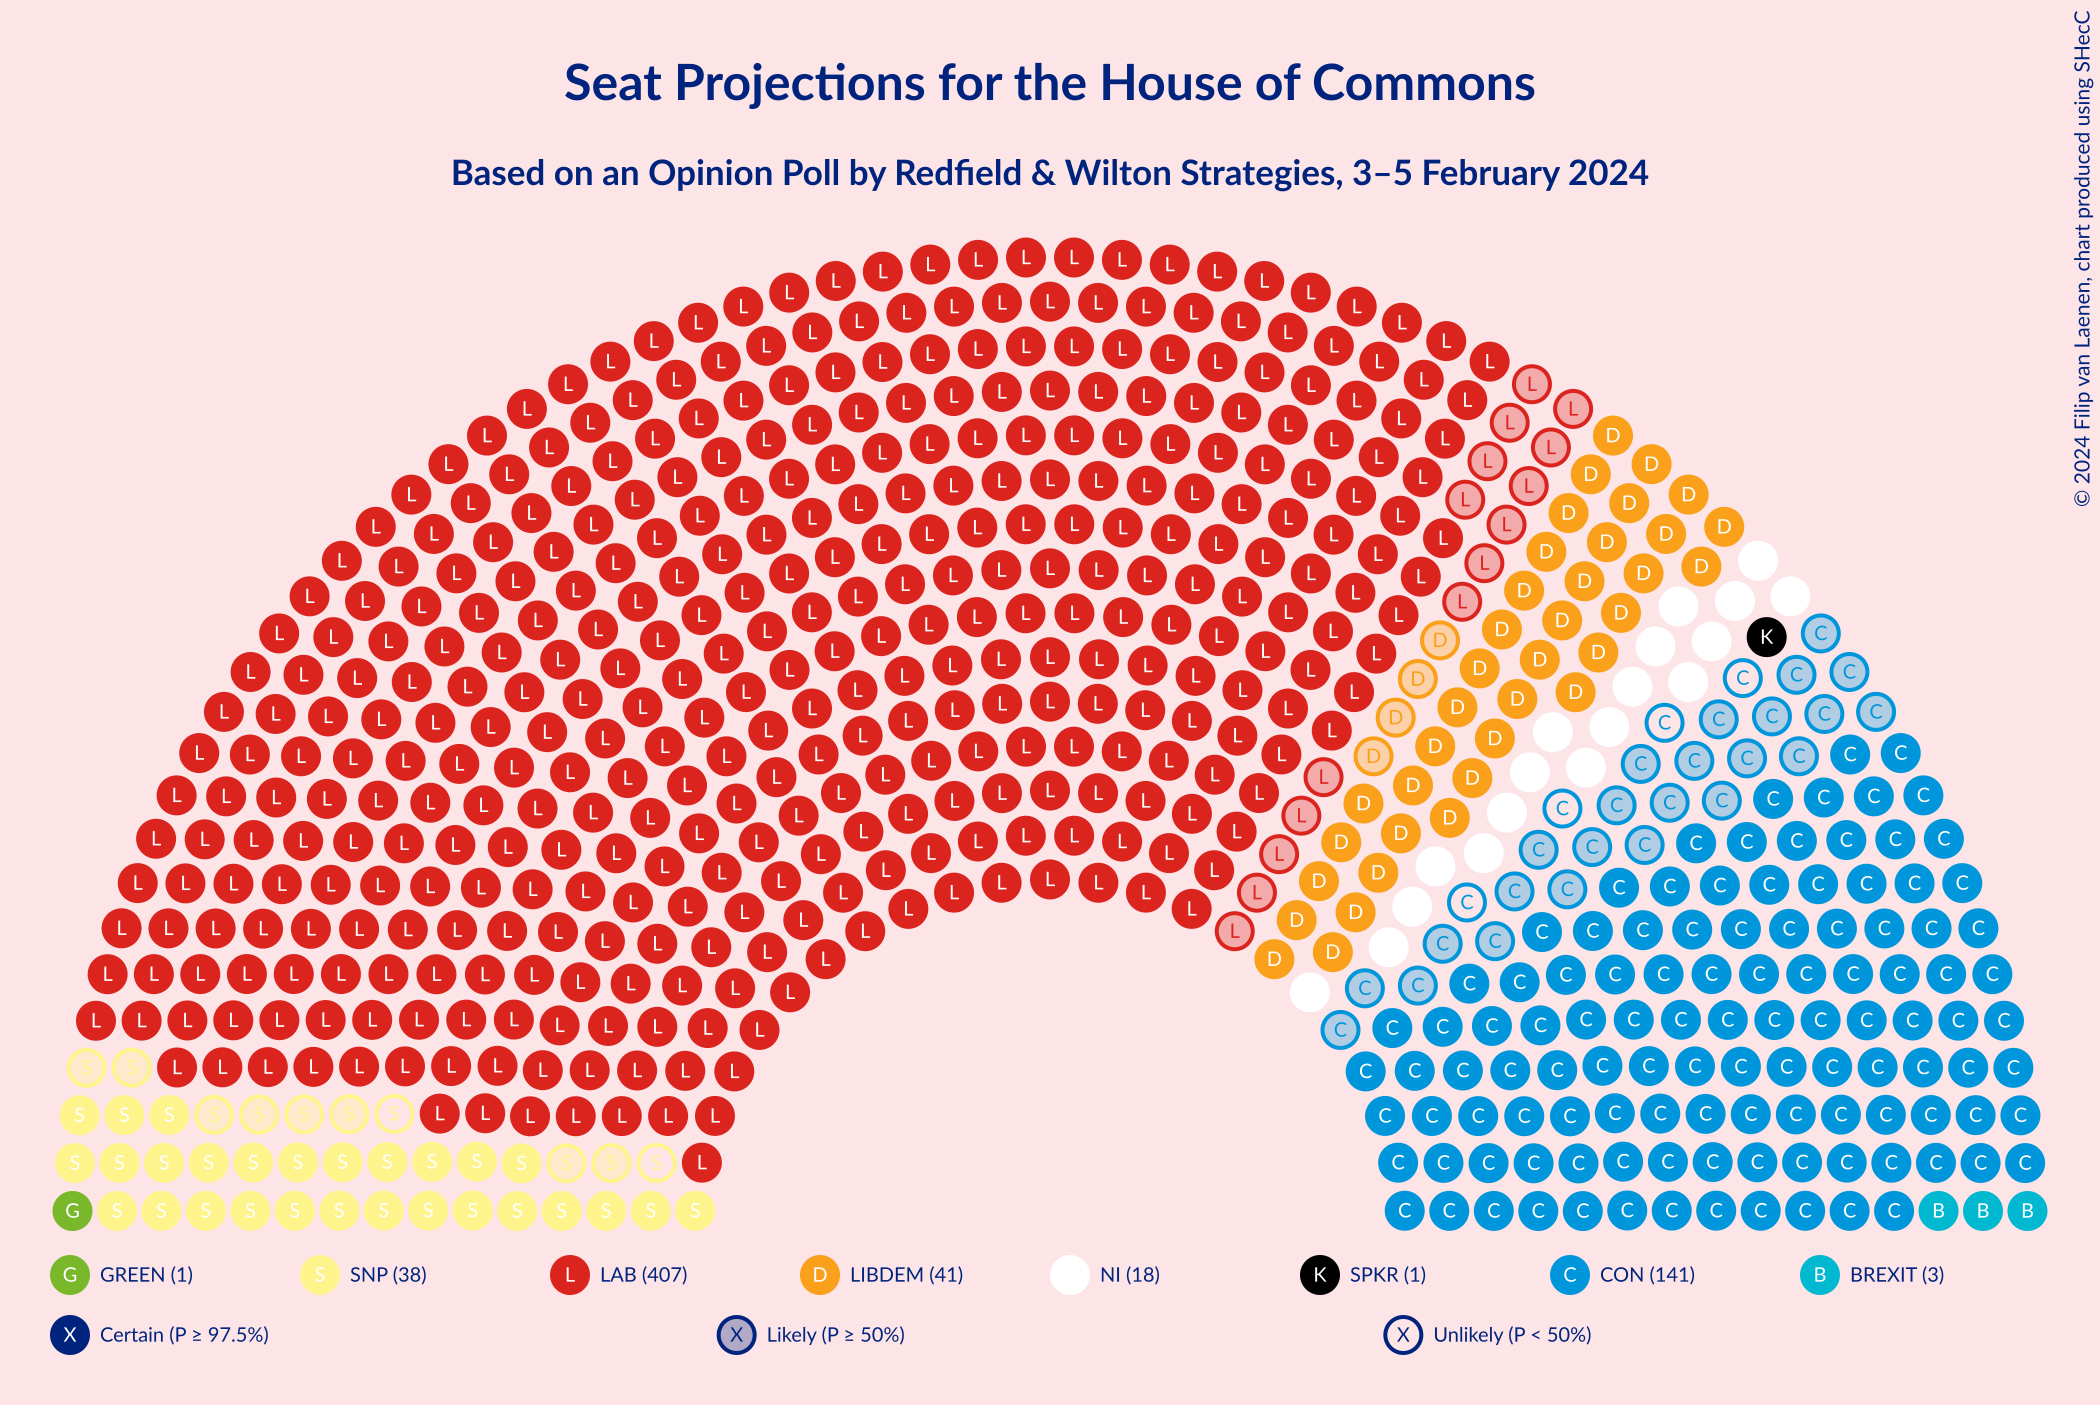 Seat Projections for the House of Commons
Based on an Opinion Poll by Redfield & Wilton Strategies, 3–5 February 2024
© 2024 Filip van Laenen, chart produced using SHecC
G GREEN (1)
S SNP (38)
L LAB (407)
D LIBDEM (41)
NI (18)
K SPKR (1)
C CON (141)
B BREXIT (3)
X Certain (P ≥ 97.5%)
X Likely (P ≥ 50%)
X Unlikely (P < 50%)